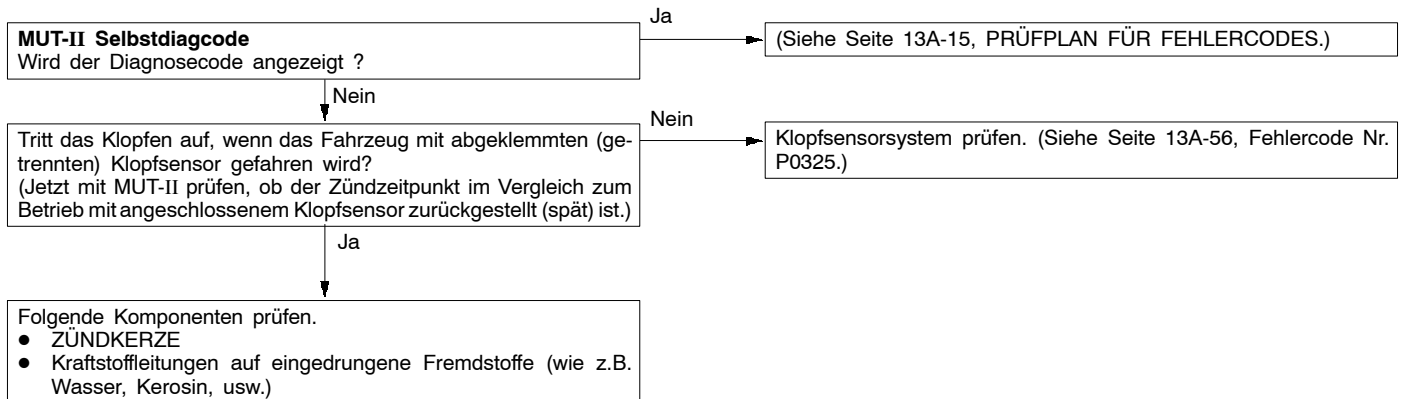 MUT-II Selbstdiagcode
Wird der Diagnosecode angezeigt ?
Ja
(Siehe Seite 13A-15, PRÜFPLAN FÜR FEHLERCODES.)
Nein
Tritt das Klopfen auf, wenn das Fahrzeug mit abgeklemmten (ge-
trennten) Klopfsensor gefahren wird?
(Jetzt mit MUT-II prüfen, ob der Zündzeitpunkt im Vergleich zum
Betrieb mit angeschlossenem Klopfsensor zurückgestellt (spät) ist.)
Nein
Klopfsensorsystem prüfen. (Siehe Seite 13A-56, Fehlercode Nr.
P0325.)
Ja
Folgende Komponenten prüfen.
● ZÜNDKERZE
● Kraftstoffleitungen auf eingedrungene Fremdstoffe (wie z.B.
Wasser, Kerosin, usw.)